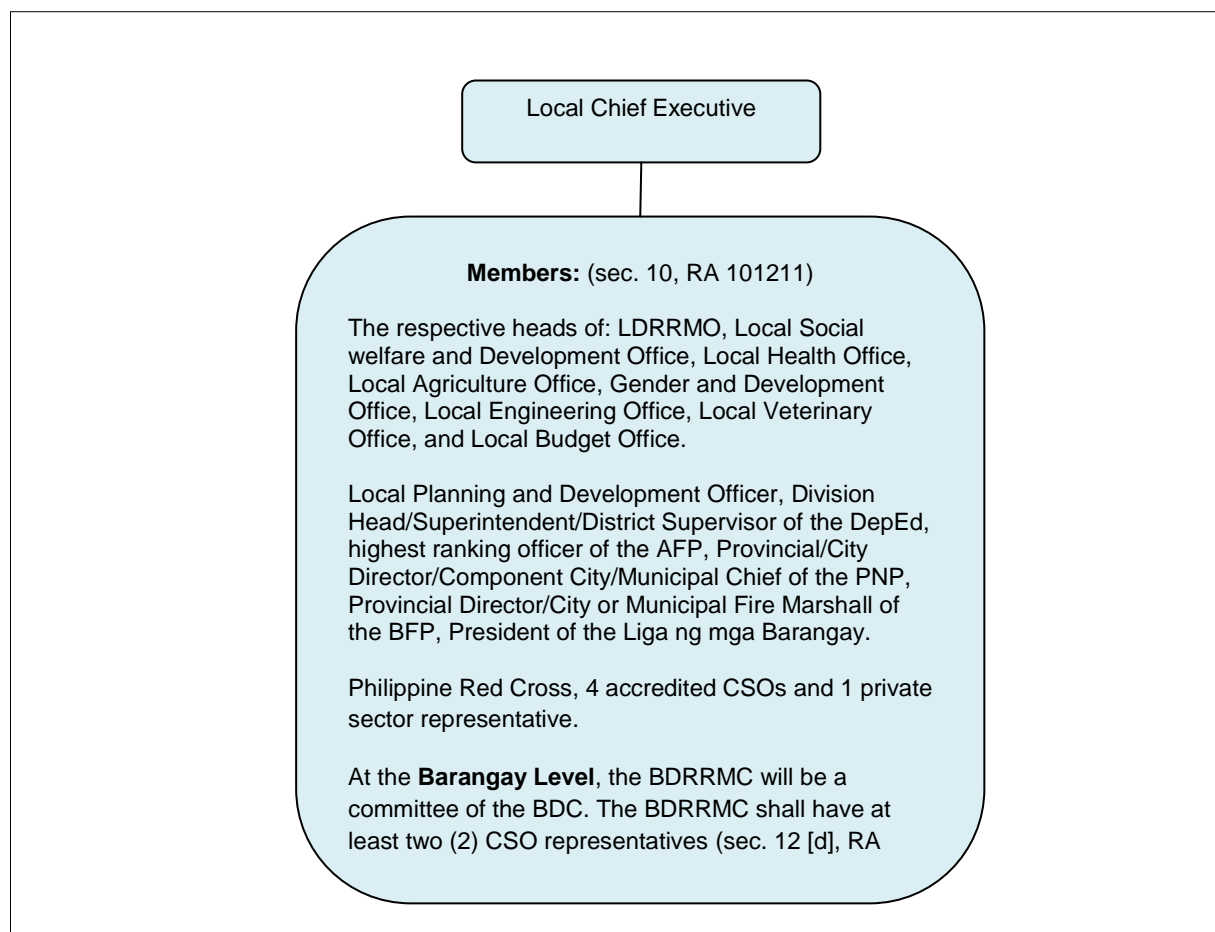 Local Chief Executive
Members: (sec. 10, RA 101211)
The respective heads of: LDRRMO, Local Social
welfare and Development Office, Local Health Office,
Local Agriculture Office, Gender and Development
Office, Local Engineering Office, Local Veterinary
Office, and Local Budget Office.
Local Planning and Development Officer, Division
Head/Superintendent/District Supervisor of the DepEd,
highest ranking officer of the AFP, Provincial/City
Director/Component City/Municipal Chief of the PNP,
Provincial Director/City or Municipal Fire Marshall of
the BFP, President of the Liga ng mga Barangay.
Philippine Red Cross, 4 accredited CSOs and 1 private
sector representative.
At the Barangay Level, the BDRRMC will be a
committee of the BDC. The BDRRMC shall have at
least two (2) CSO representatives (sec. 12 [d], RA